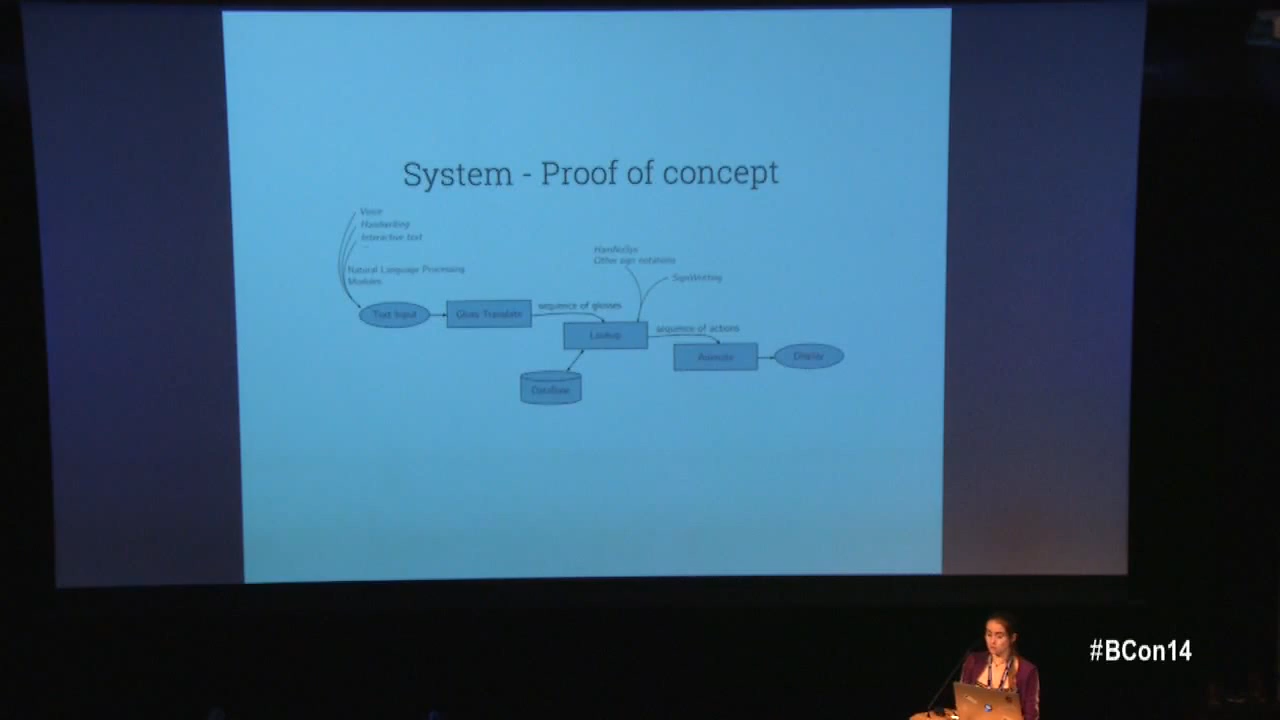 System - Proof of concept
Voice
Handwriting
Interactive text
...
Natural Language Processing
Modules
HamNoSys
Other sign notations
SignWriting
Text Input
Gloss Translate
sequence of glosses
Lookup
sequence of actions
Animate
Display
DataBase
#BCon14